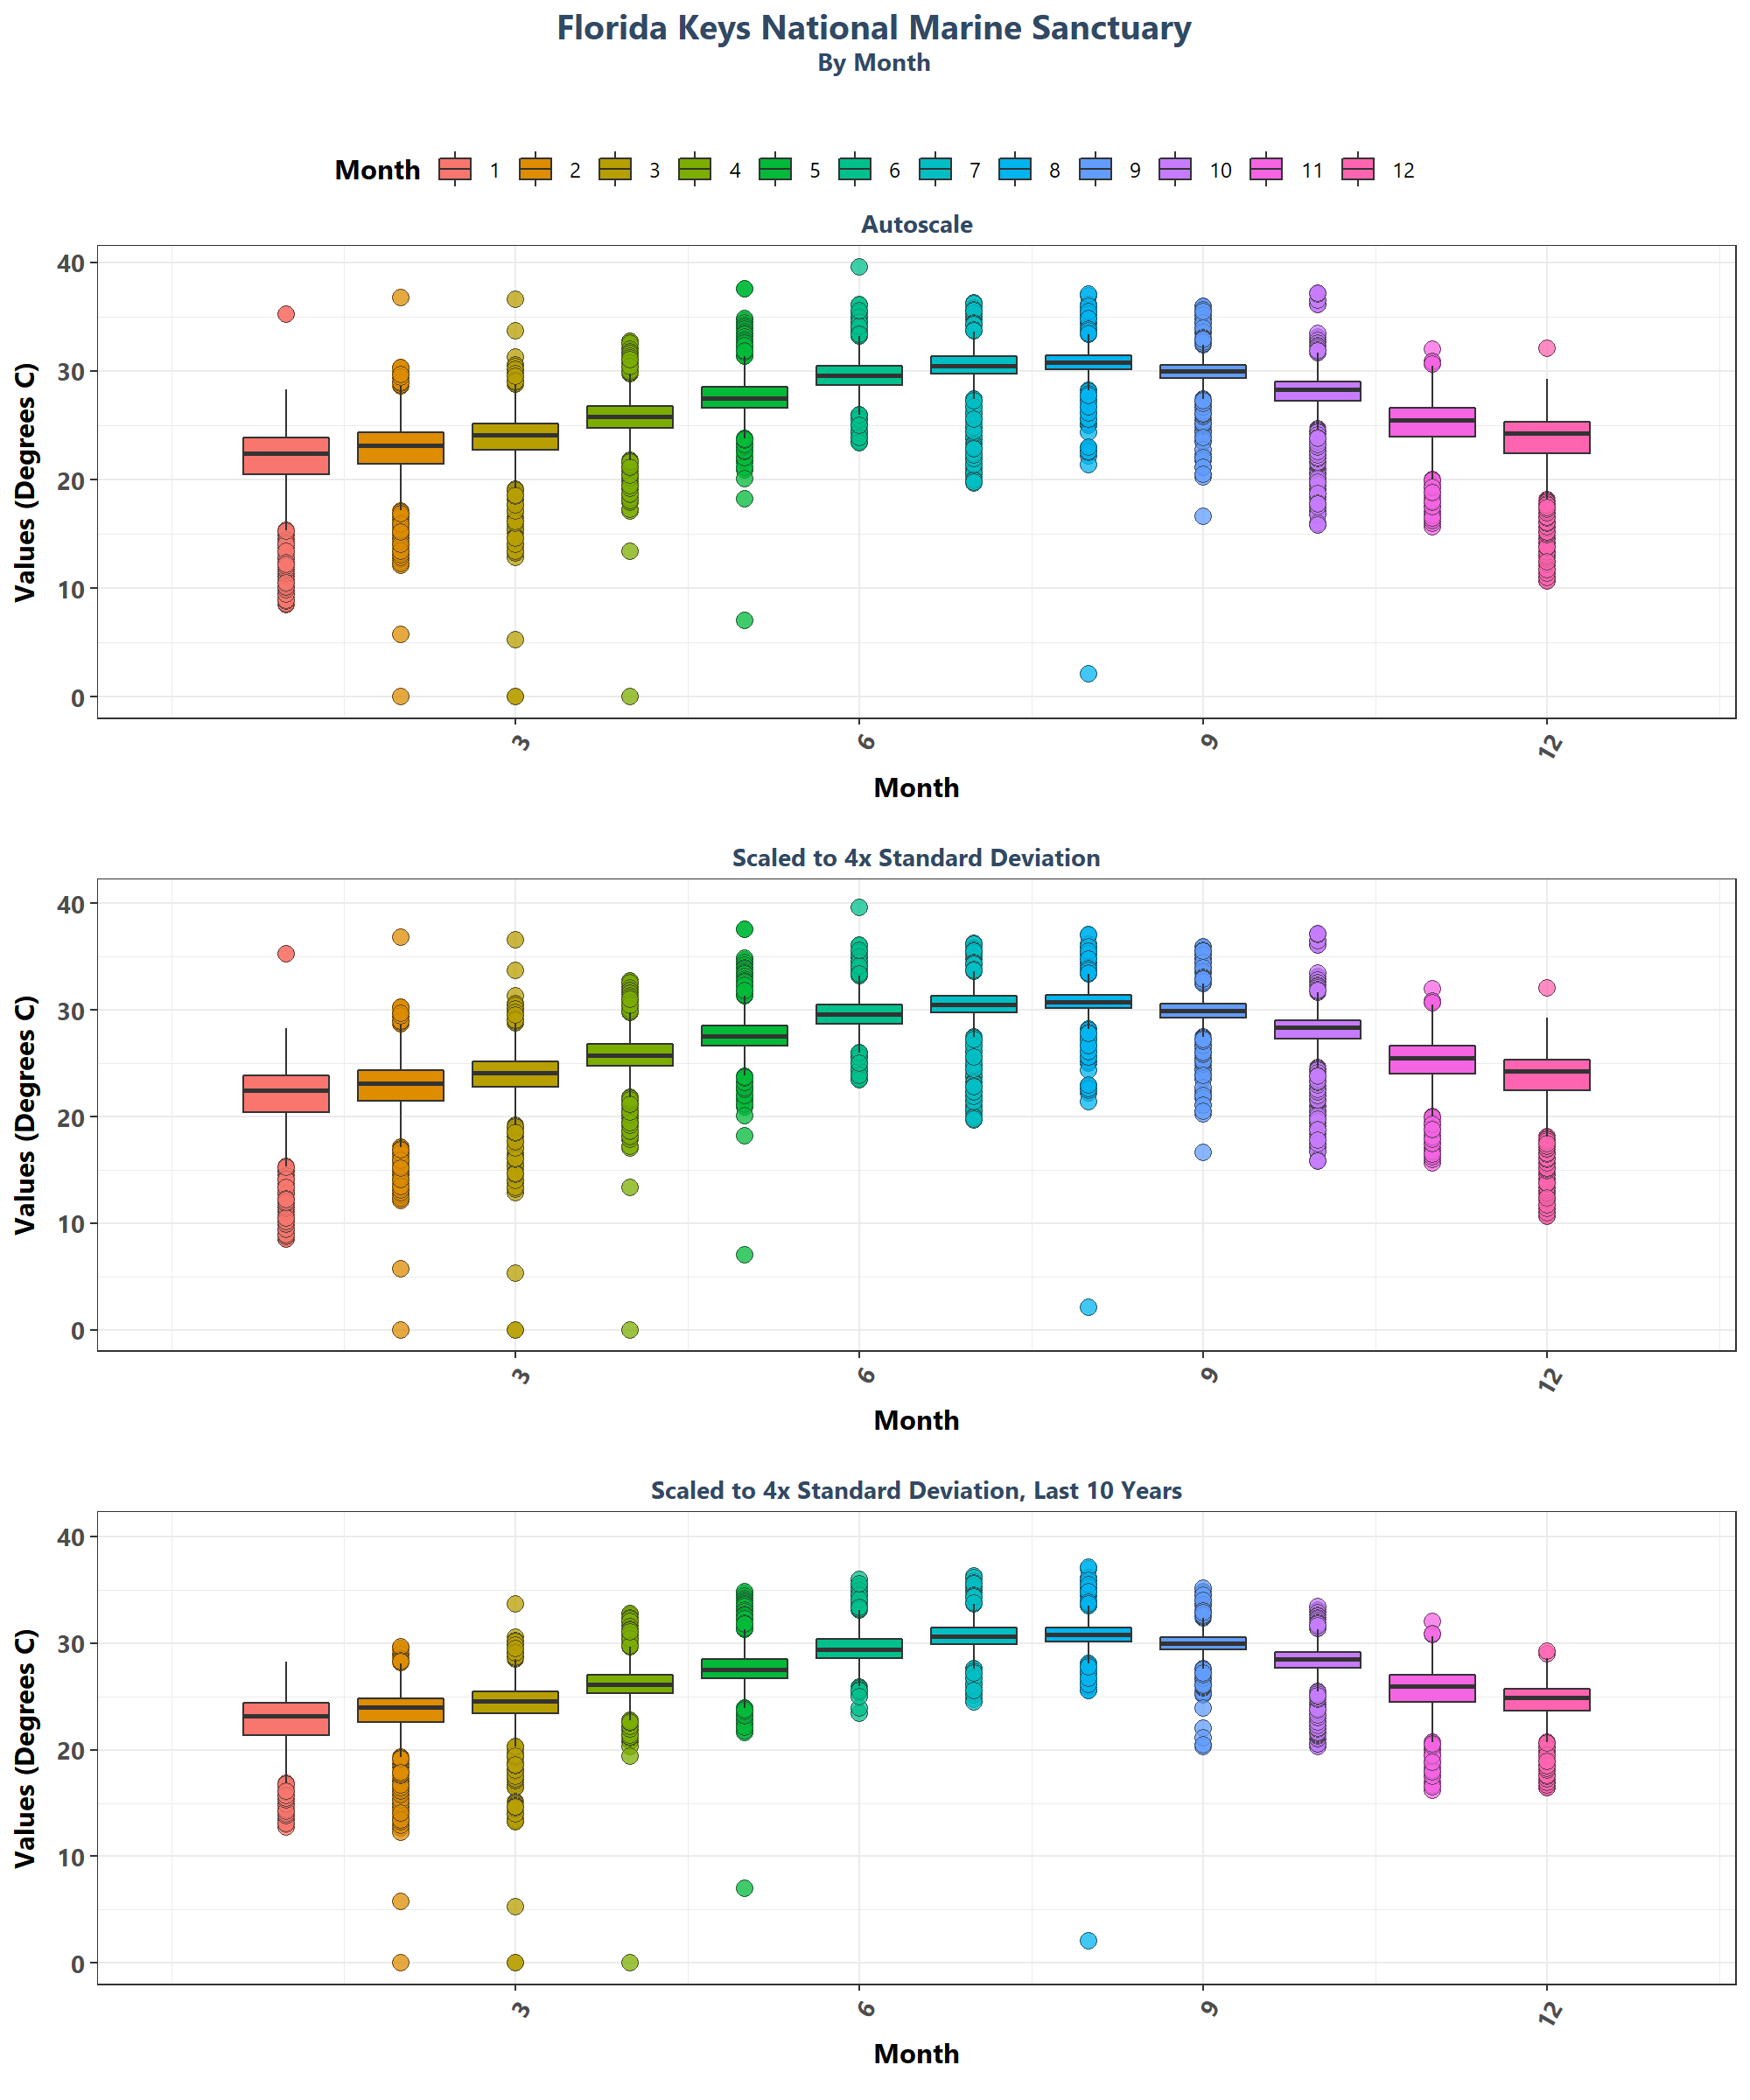 Florida Keys National Marine Sanctuary
By Month
Month 1 2 3 4 5 6 7 8 9 10 11 12
Autoscale
Values (Degrees C)
40
30
20
10
0
3 6 9 12
Month
Scaled to 4x Standard Deviation
Values (Degrees C)
40
30
20
10
0
3 6 9 12
Month
Scaled to 4x Standard Deviation, Last 10 Years
Values (Degrees C)
40
30
20
10
0
3 6 9 12
Month